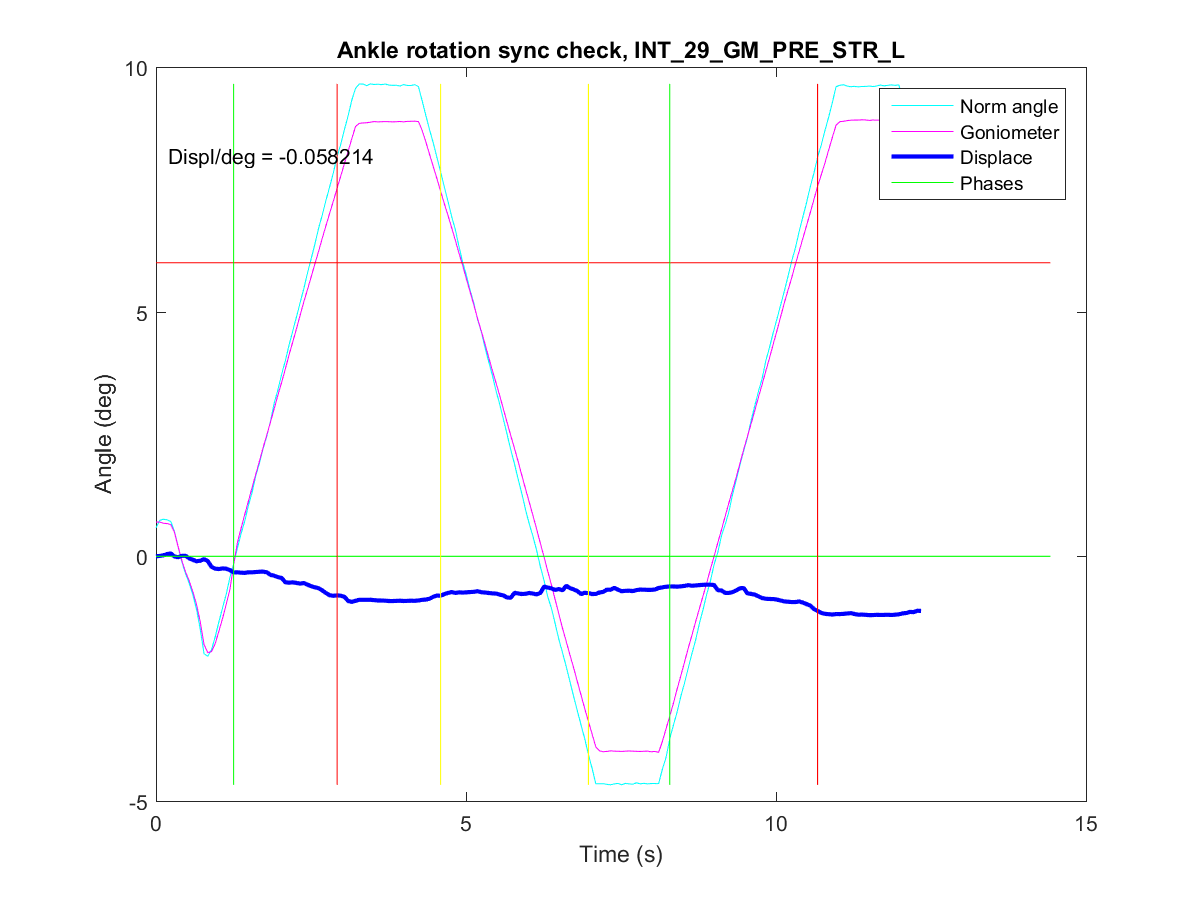 Ankle rotation sync check, INT_29_GM_PRE_STR_L
10
5
0
-5
Angle (deg)
Displ/deg = -0.058214
Norm angle
Goniometer
Displace
Phases
0
5
10
15
Time (s)